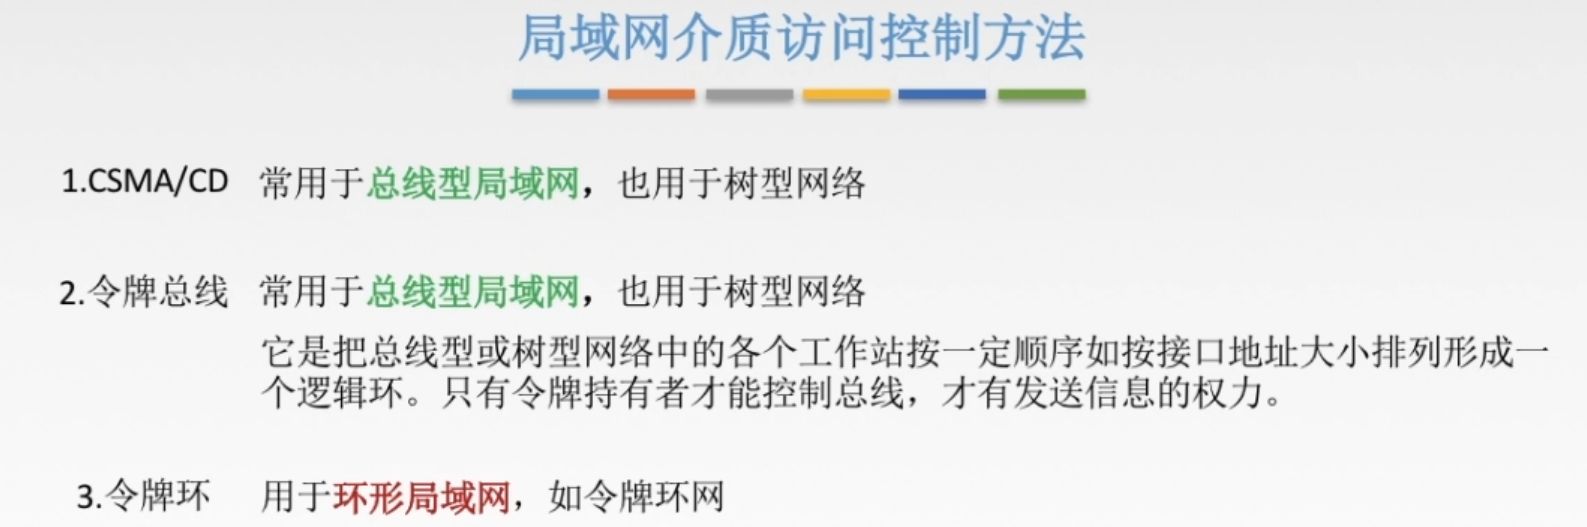 局域网介质访问控制方法
1.CSMA/CD 常用于总线型局域网，也用于树型网络
2.令牌总线 常用于总线型局域网，也用于树型网络
它是把总线型或树型网络中的各个工作站按一定顺序如按接口地址大小排列形成一
个逻辑环。只有令牌持有者才能控制总线，才有发送信息的权力。
3.令牌环 用于环形局域网，如令牌环网